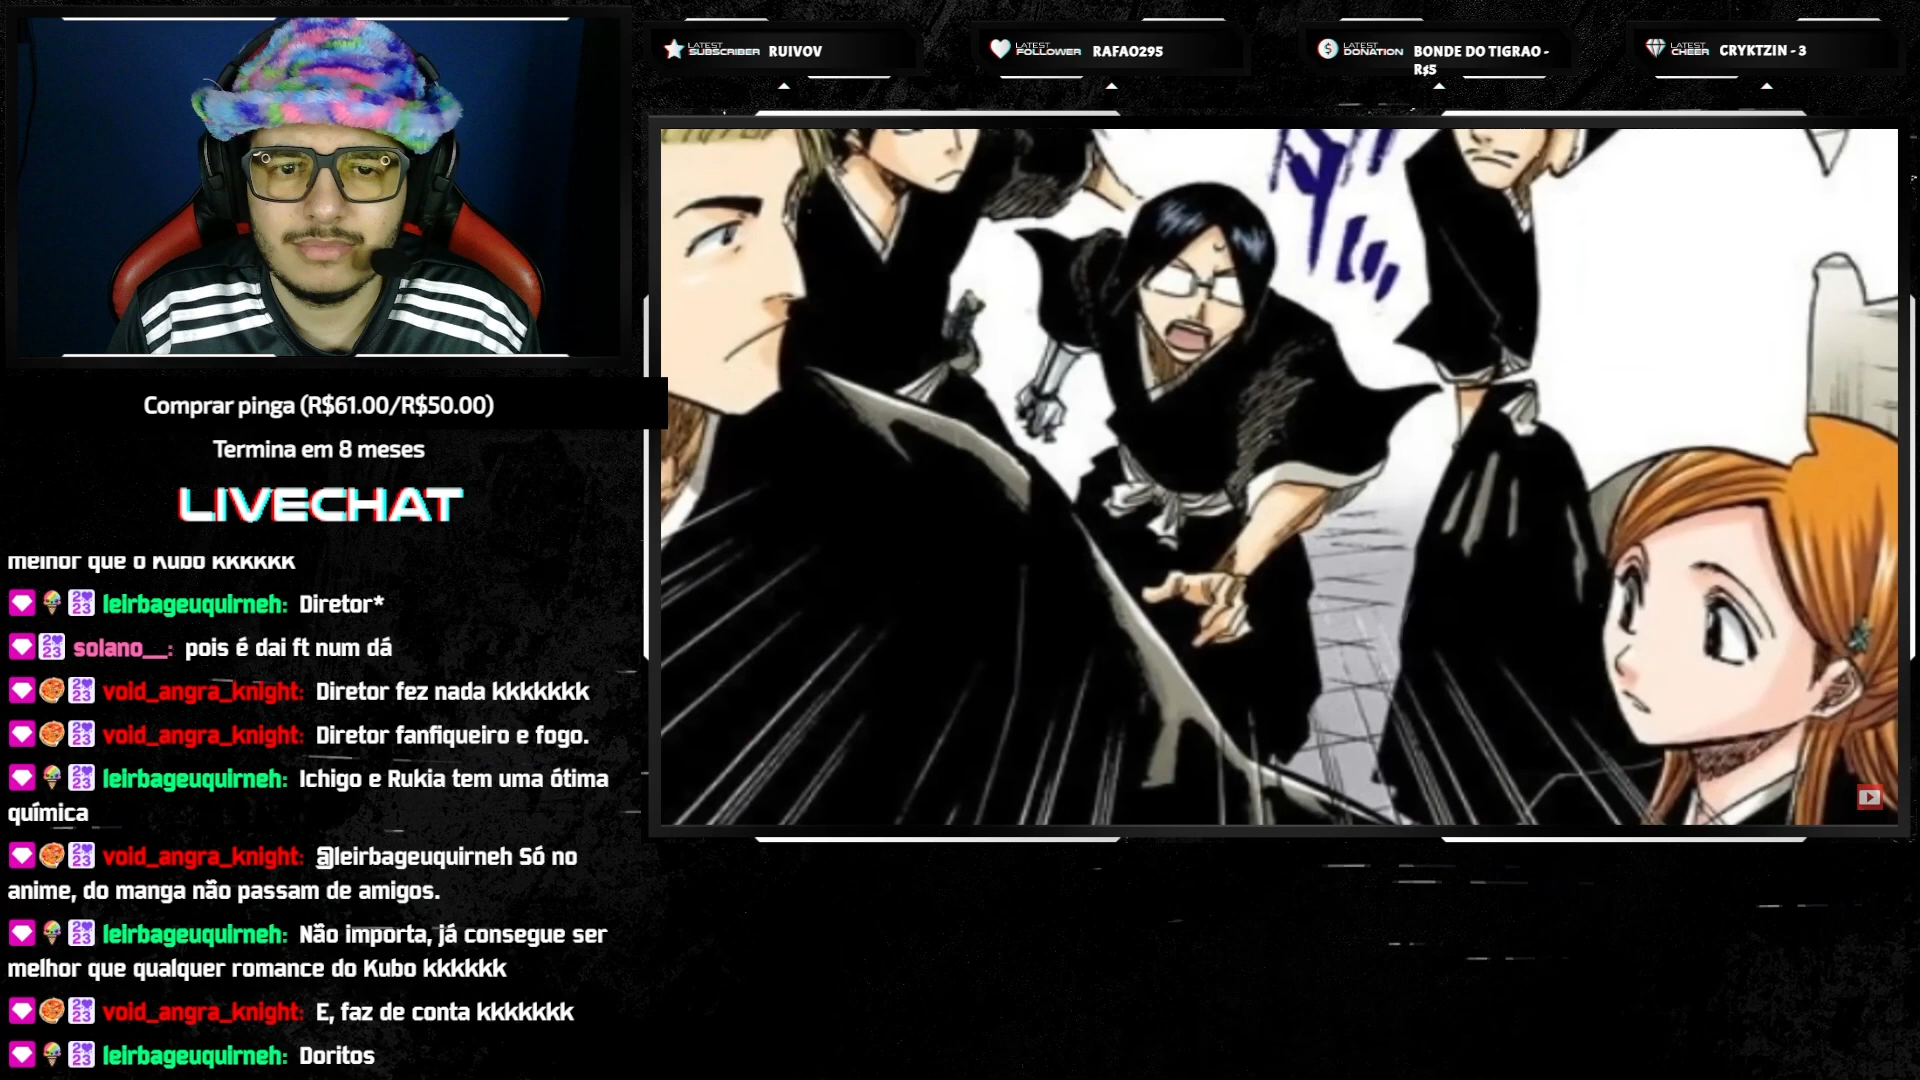 LATEST SUBSCRIBER RUIVOV
LATEST FOLLOWER RAFAO295
LATEST DONATION BONDE DO TIGRAO -
R$5
LATEST CHEER CRYKTZIN - 3
Comprar pinga (R$61.00/R$50.00)
Termina em 8 meses
LIVECHAT
melhor que o Kubo kkkkkk
leirbageuquirneh: Diretor*
solano__: pois é dai ft num dá
void_angra_knight: Diretor fez nada kkkkkkk
void_angra_knight: Diretor fanfiqueiro e fogo.
leirbageuquirneh: Ichigo e Rukia tem uma ótima
química
void_angra_knight: @leirbageuquirneh Só no
anime, do manga não passam de amigos.
leirbageuquirneh: Não importa, já consegue ser
melhor que qualquer romance do Kubo kkkkkk
void_angra_knight: E, faz de conta kkkkkkk
leirbageuquirneh: Doritos